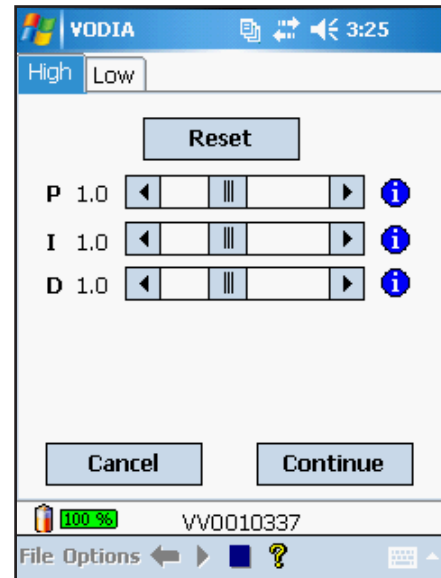 VODIA 3:25
High Low
Reset
P 1.0
I 1.0
D 1.0
Cancel Continue
100 % VV0010337
File Options